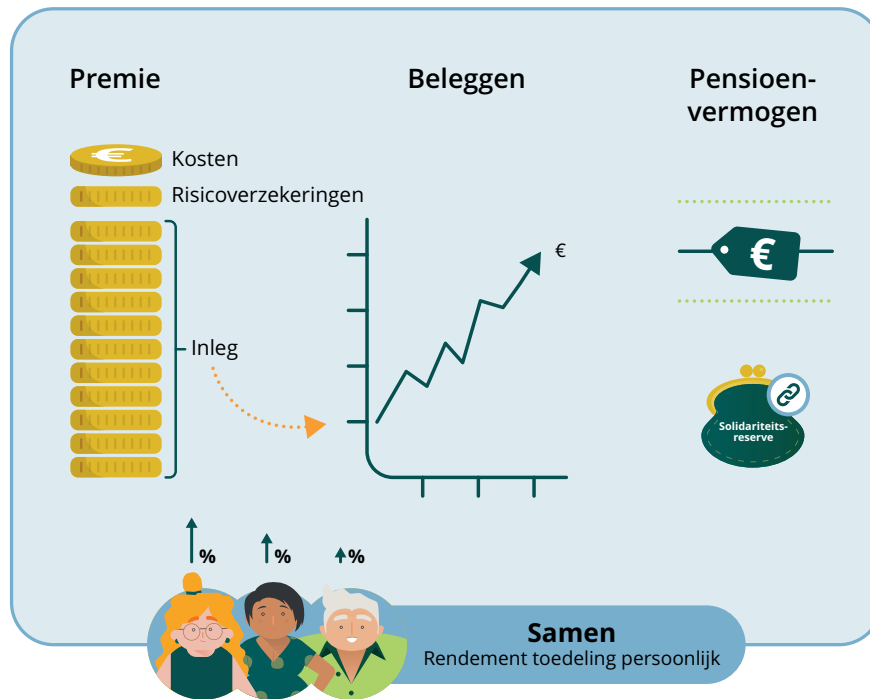 Premie
Kosten
Risicoverzekeringen
Inleg
Beleggen
€
Pensioen-
vermogen
€
Solidariteits-
reserve
% % %
Samen
Rendement toedeling persoonlijk